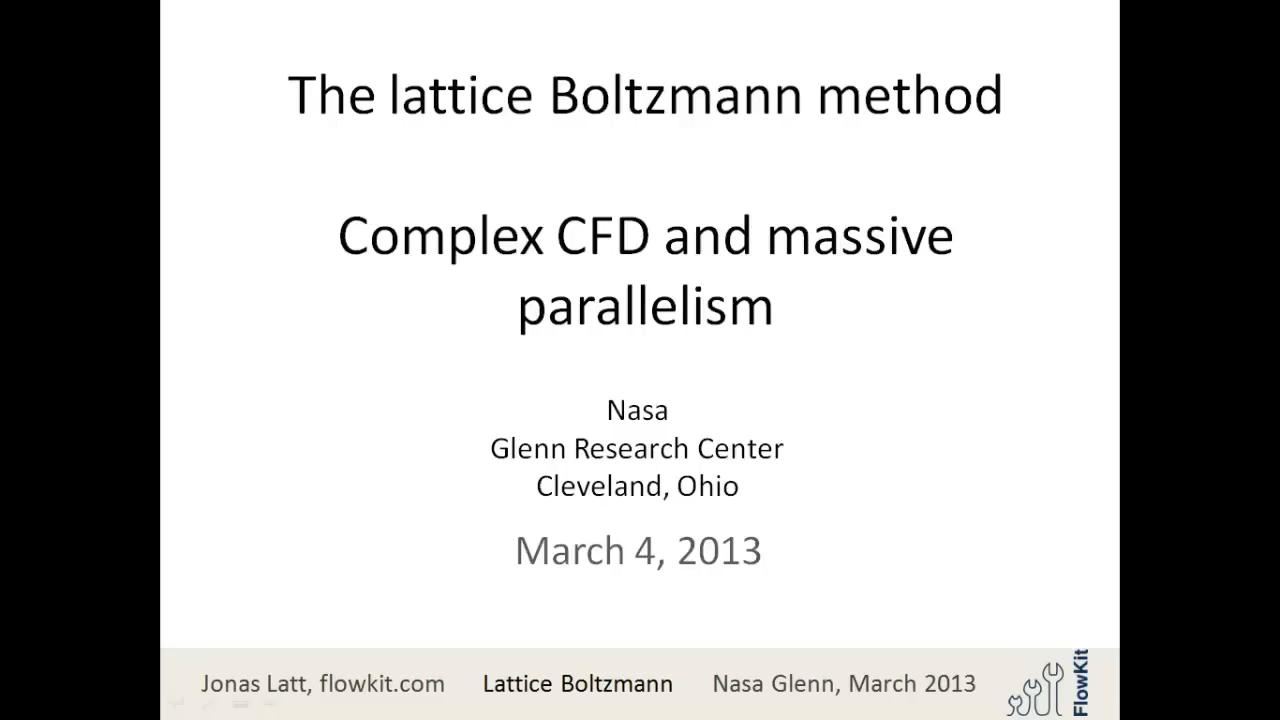 The lattice Boltzmann method
Complex CFD and massive
parallelism
Nasa
Glenn Research Center
Cleveland, Ohio
March 4, 2013
Jonas Latt, flowkit.com
Lattice Boltzmann
Nasa Glenn, March 2013
FlowKit